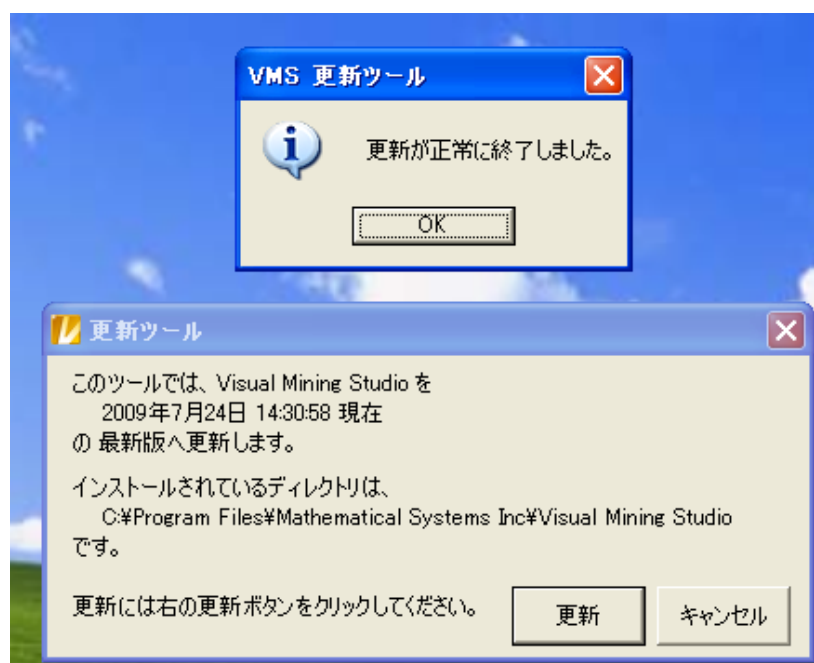 VMS 更新ツール
更新が正常に終了しました。
OK
更新ツール
このツールでは、Visual Mining Studio を
2009年7月24日 14:30:58 現在
の 最新版へ更新します。
インストールされているディレクトリは、
C:¥Program Files¥Mathematical Systems Inc¥Visual Mining Studio
です。
更新には右の更新ボタンをクリックしてください。
更新
キャンセル